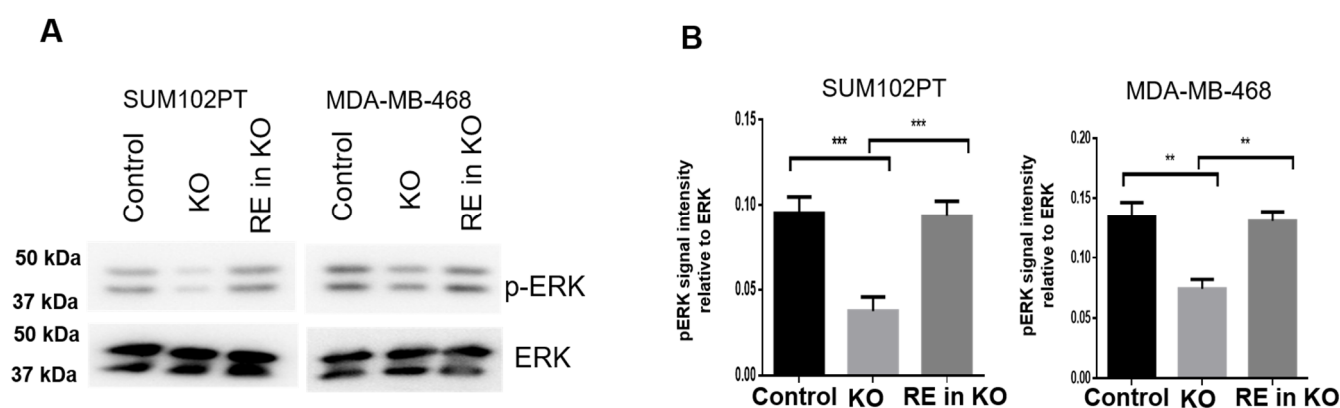 A
SUM102PT
MDA-MB-468
Control
KO
RE in KO
Control
KO
RE in KO
50 kDa
37 kDa
p-ERK
50 kDa
37 kDa
ERK
B
SUM102PT
pERK signal intensity
relative to ERK
0.15
0.10
0.05
0.00
***
***
Control KO RE in KO
MDA-MB-468
pERK signal intensity
relative to ERK
0.20
0.15
0.10
0.05
0.00
**
**
Control KO RE in KO